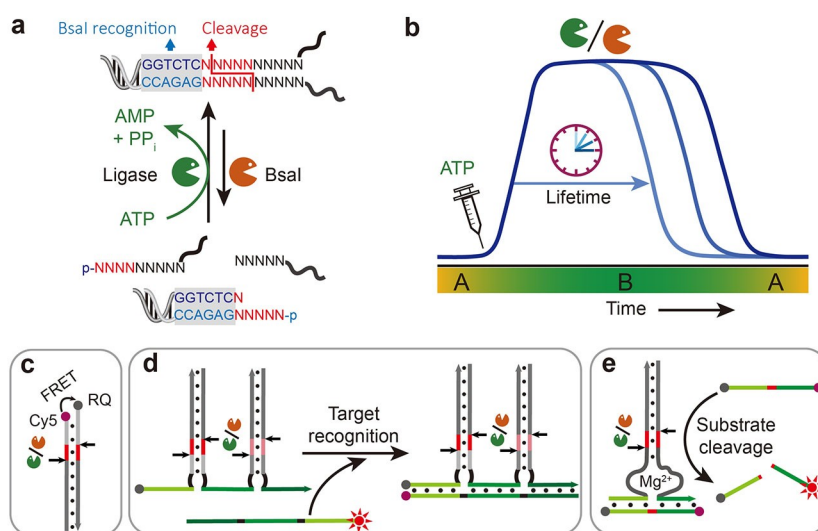 a
BsaI recognition
Cleavage
GGTCTCNNNNNNNNNN
CCAGAGNNNNNNNNNN
AMP
+ PPi
Ligase
BsaI
ATP
p-NNNNNNNNN
NNNNN
GGTCTCN
CCAGAGNNNNN-p
b
ATP
Lifetime
A
B
A
Time
c
FRET
RQ
Cy5
d
Target
recognition
e
Substrate
cleavage
Mg2+